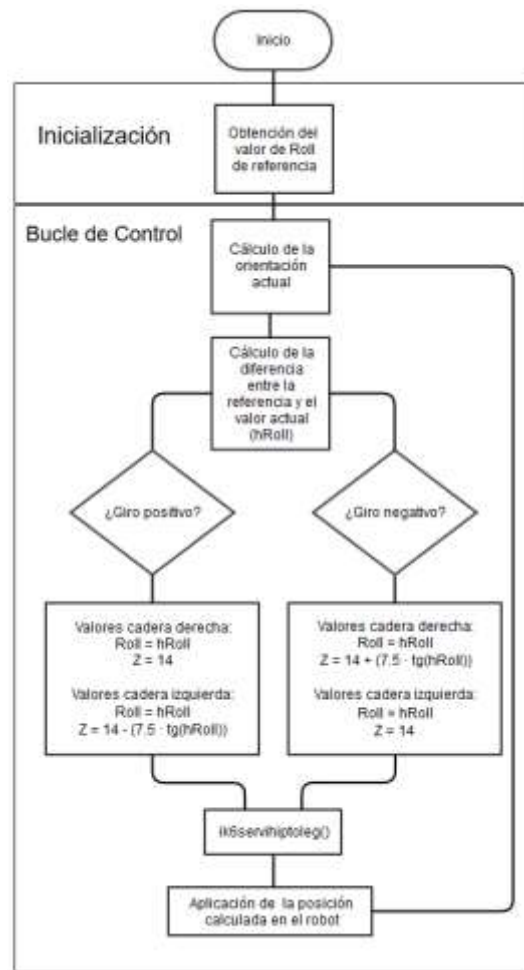 Inicio
Inicialización
Obtención del
valor de Roll
de referencia
Bucle de Control
Cálculo de la
orientación
actual
Cálculo de la
diferencia
entre la
referencia y el
valor actual
(hRoll)
¿Giro positivo?
¿Giro negativo?
Valores cadera derecha:
Roll = hRoll
Z = 14
Valores cadera izquierda:
Roll = hRoll
Z = 14 - (7.5 · tg(hRoll))
Valores cadera derecha:
Roll = hRoll
Z = 14 + (7.5 · tg(hRoll))
Valores cadera izquierda:
Roll = hRoll
Z = 14
ik6servihiptoleg()
Aplicación de la posición
calculada en el robot